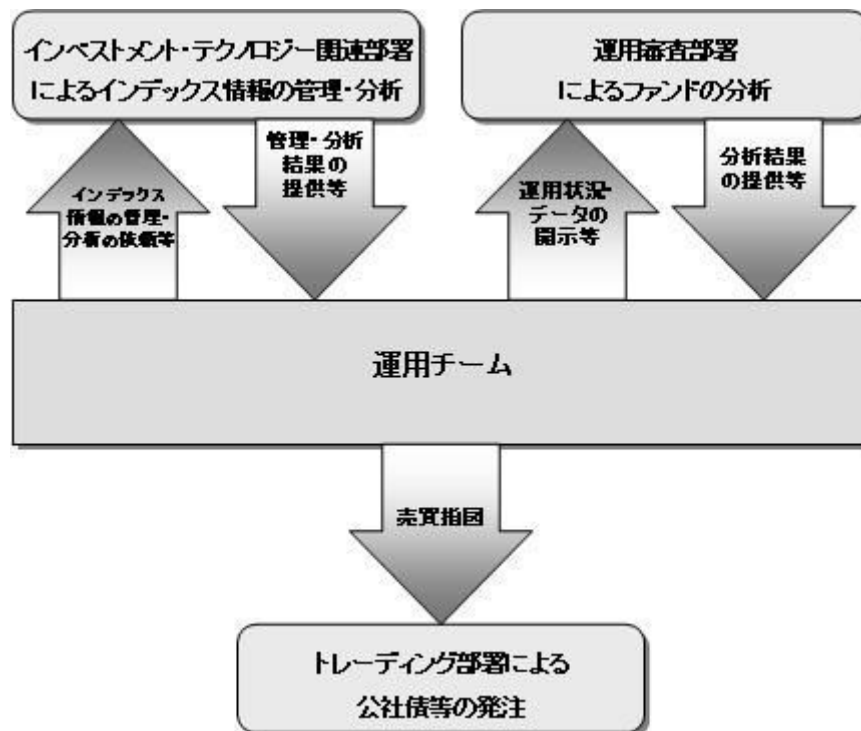 インベストメント・テクノロジー関連部署
によるインデックス情報の管理・分析
運用審査部署
によるファンドの分析
インデックス
情報の管理・
分析の依頼等
管理・分析
結果の
提供等
運用状況・
データの
開示等
分析結果
の提供等
運用チーム
売買指図
トレーディング部署による
公社債等の発注